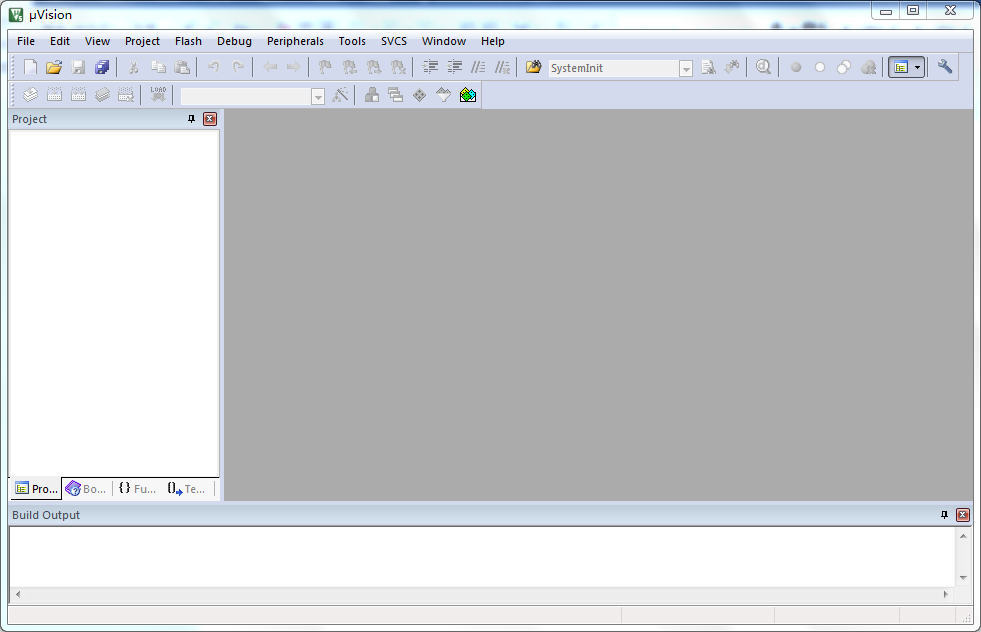 µVision
File Edit View Project Flash Debug Peripherals Tools SVCS Window Help
SystemInit
LOAD
Project
Pro... Bo... {} Fu... 0 Te...
Build Output